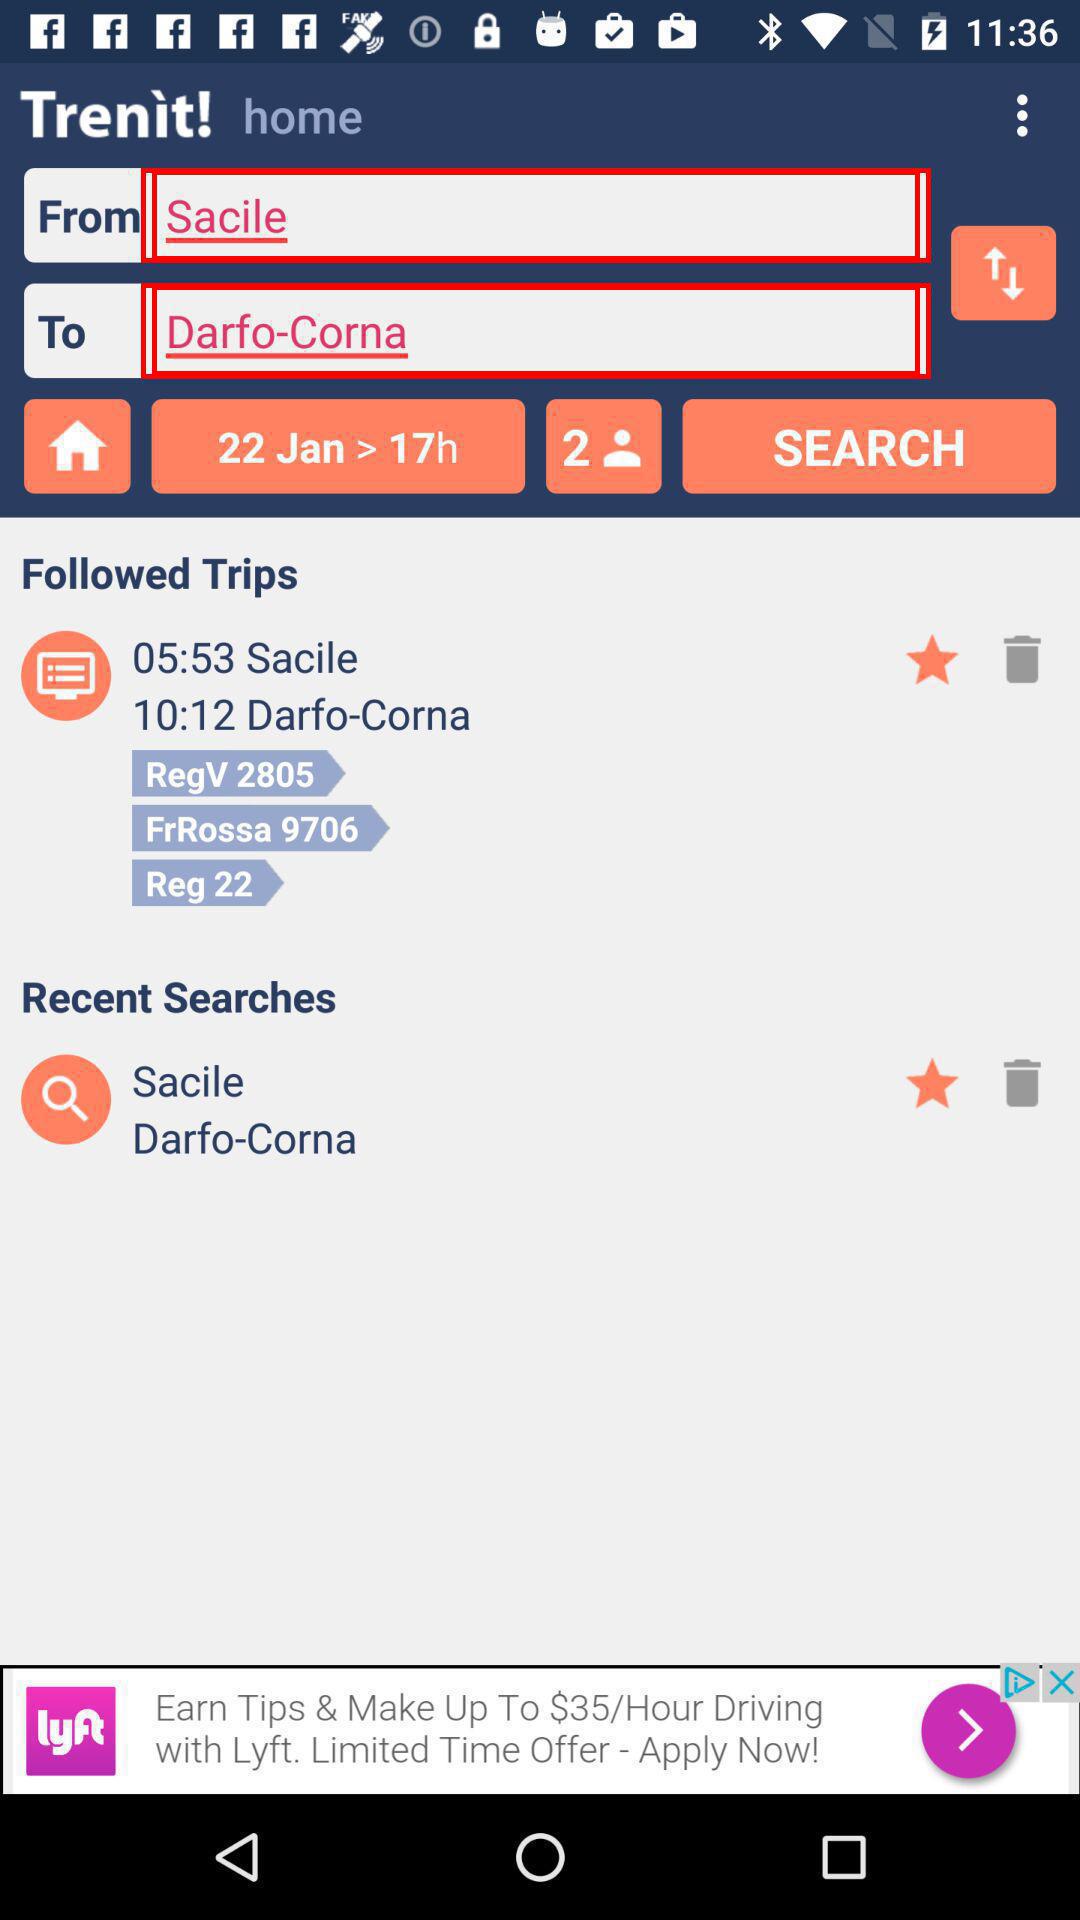 FAKE
11:36
Trenìt! home
From Sacile
To Darfo-Corna
22 Jan > 17h
2
SEARCH
Followed Trips
05:53 Sacile
10:12 Darfo-Corna
RegV 2805
FrRossa 9706
Reg 22
Recent Searches
Sacile
Darfo-Corna
lyft
Earn Tips & Make Up To $35/Hour Driving
with Lyft. Limited Time Offer - Apply Now!